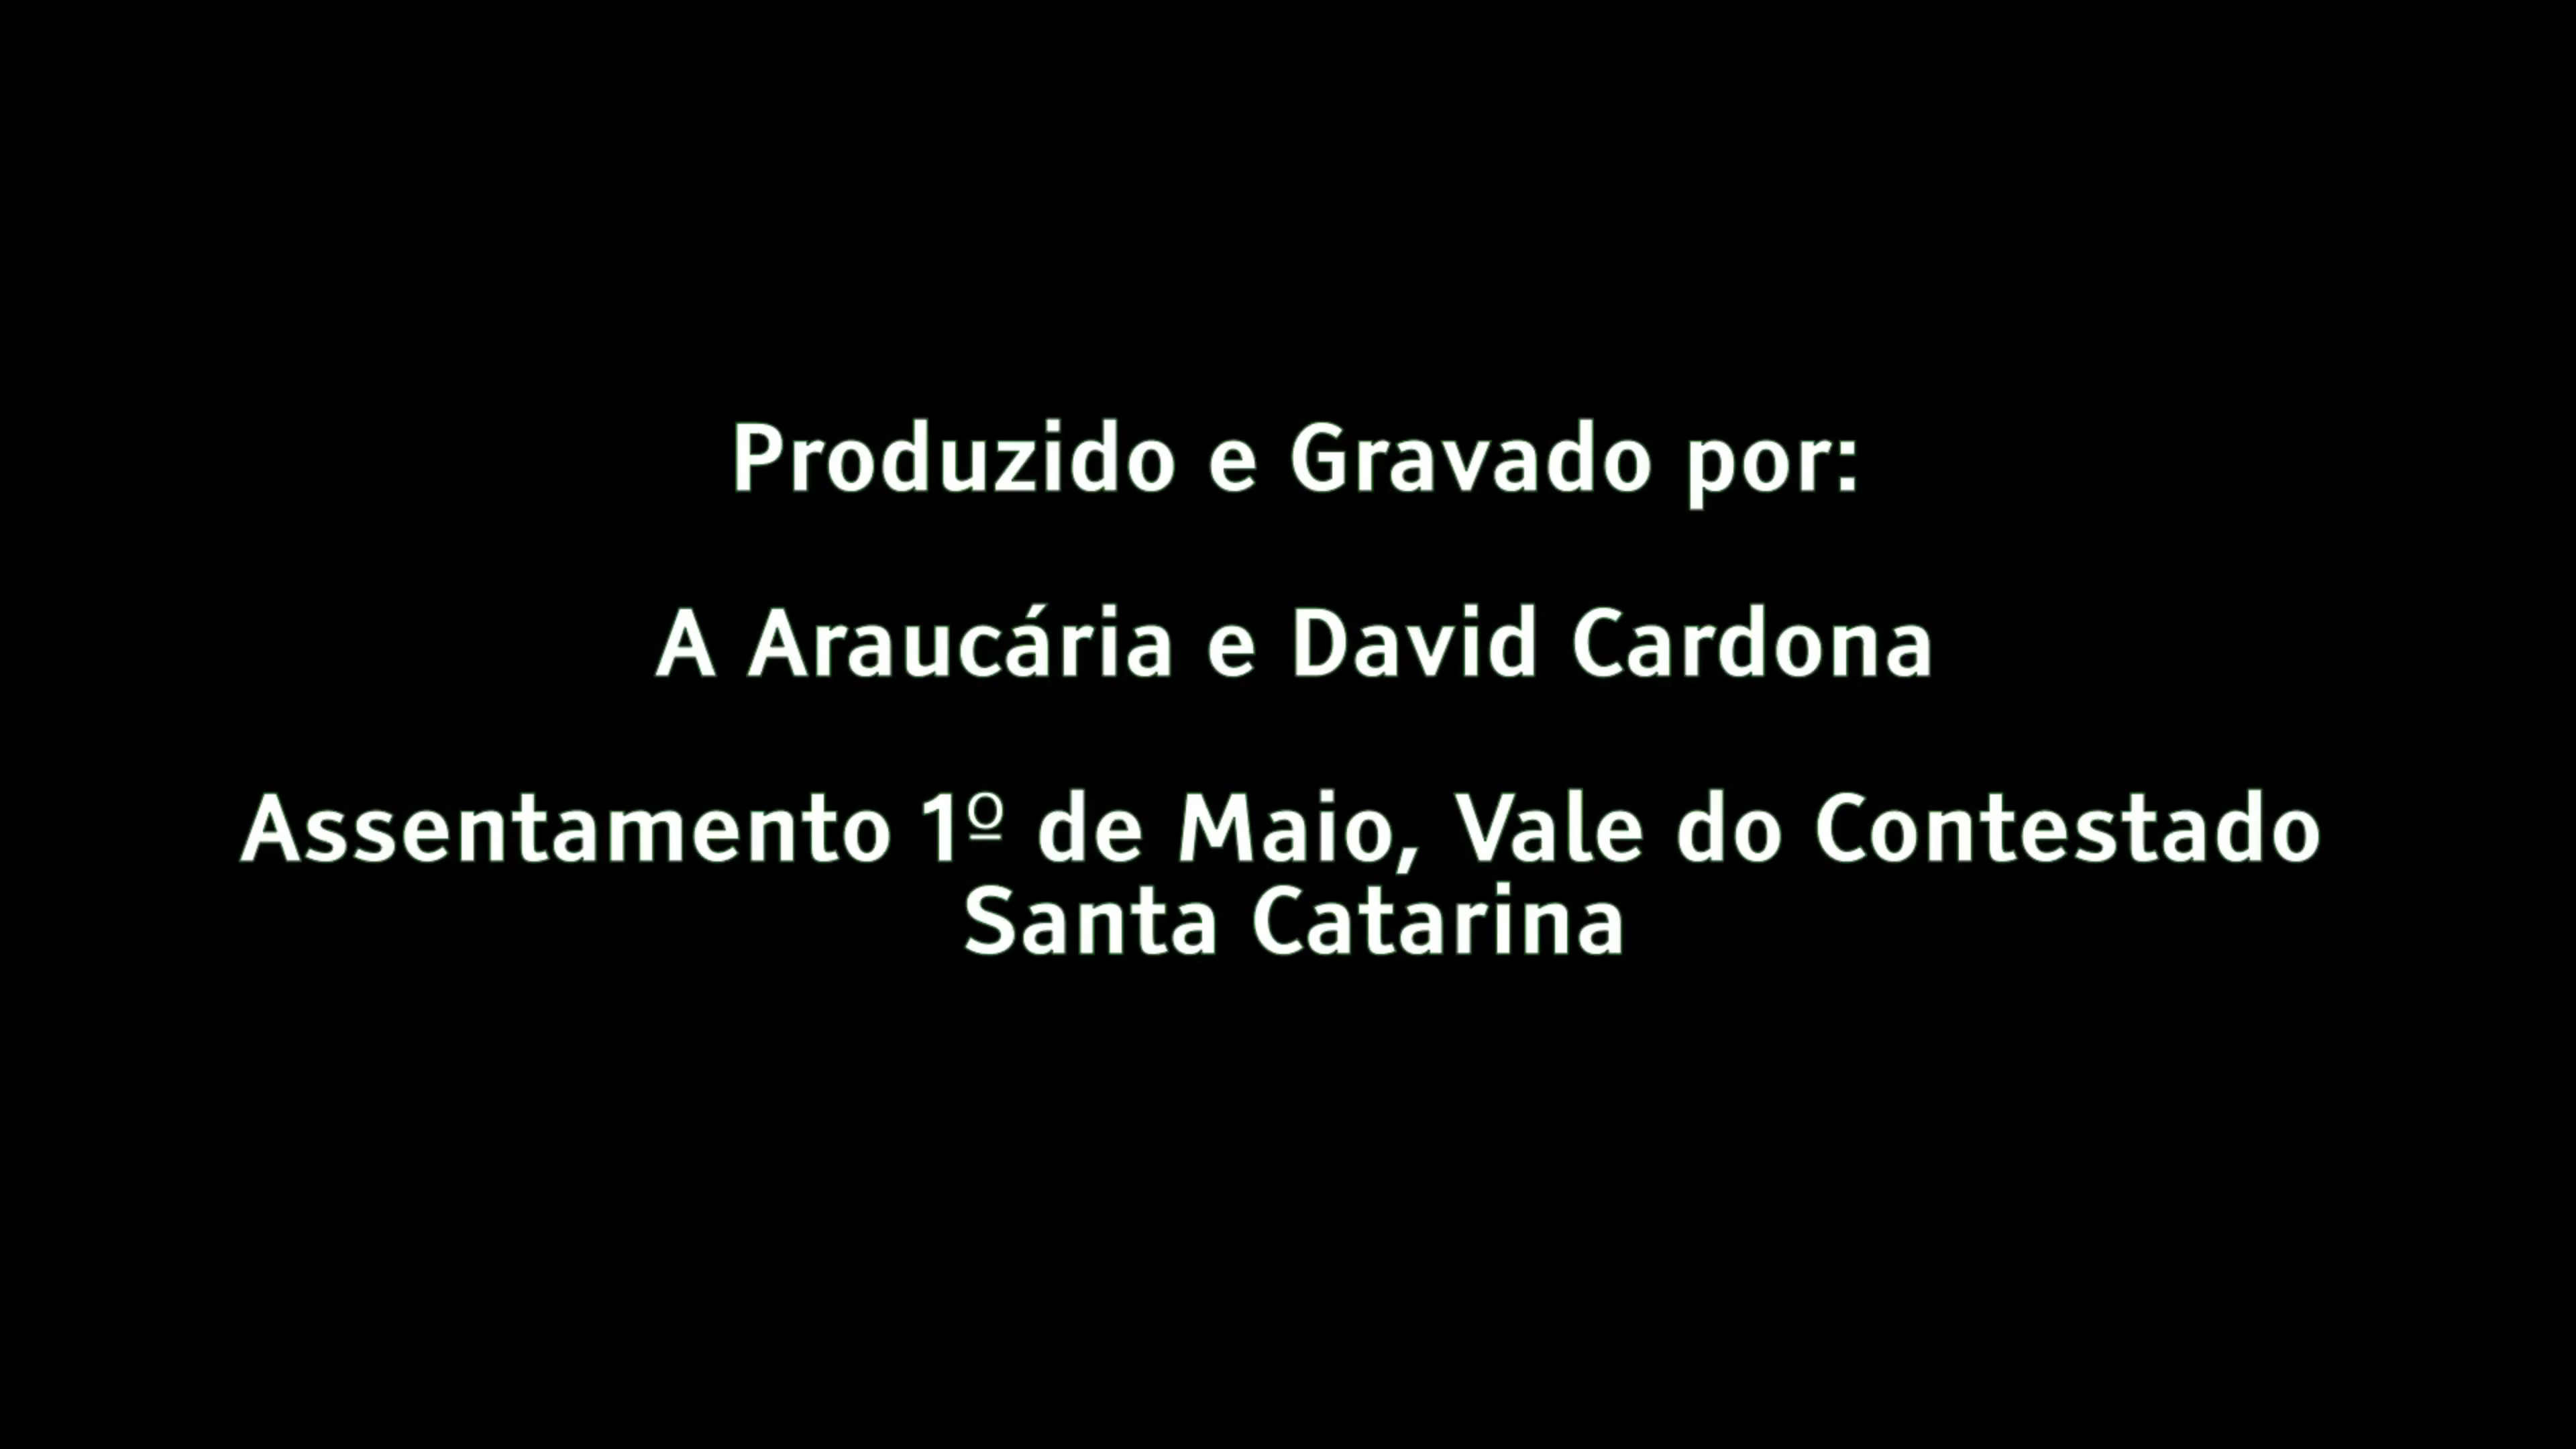 Produzido e Gravado por:
A Araucária e David Cardona
Assentamento 1º de Maio, Vale do Contestado
Santa Catarina